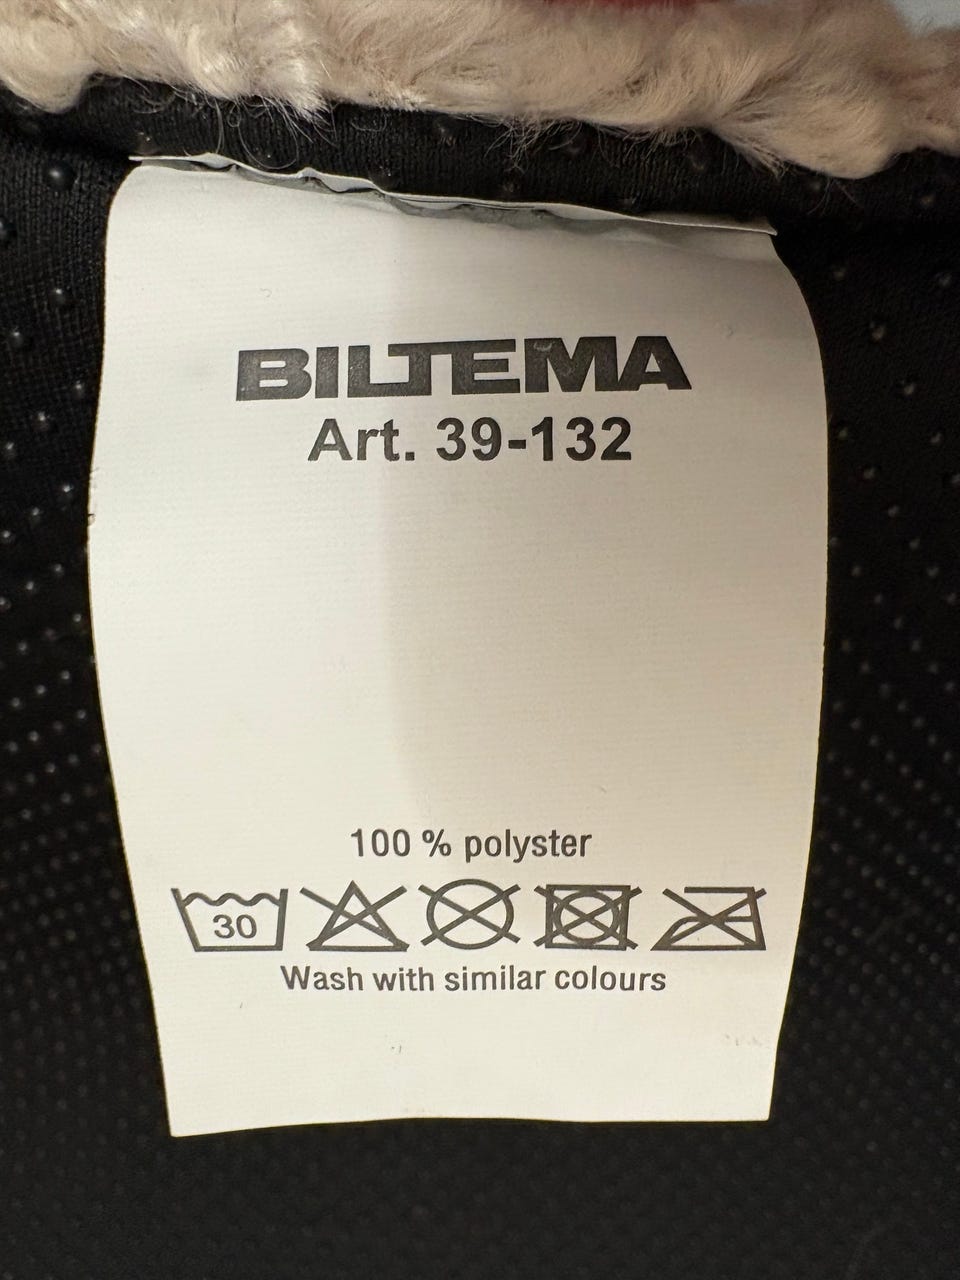 BILTEMA
Art. 39-132
100 % polyster
30
Wash with similar colours